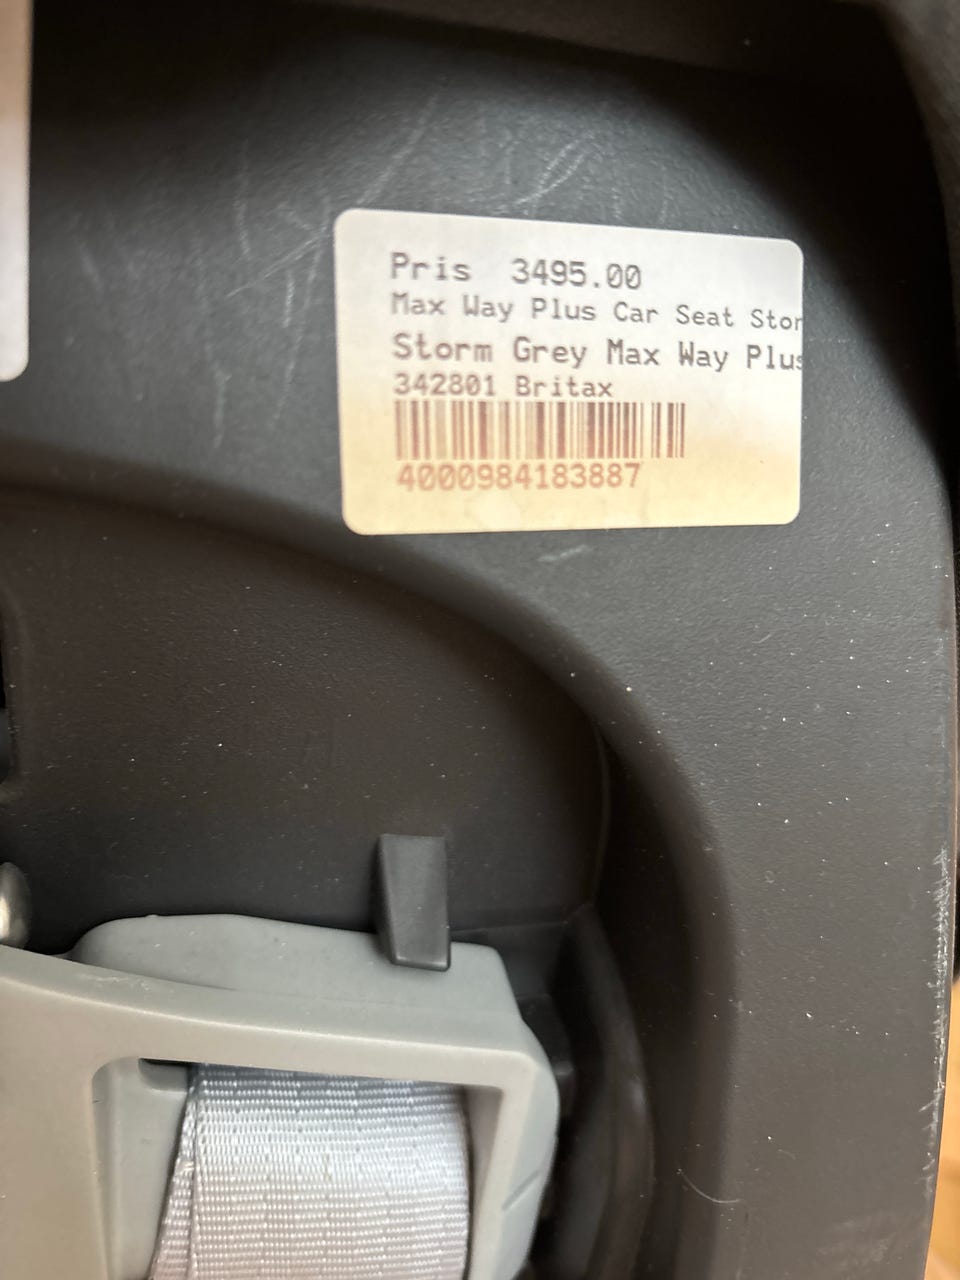 Pris 3495.00
Max Way Plus Car Seat Stor
Storm Grey Max Way Plus
342801 Britax
4000984183887